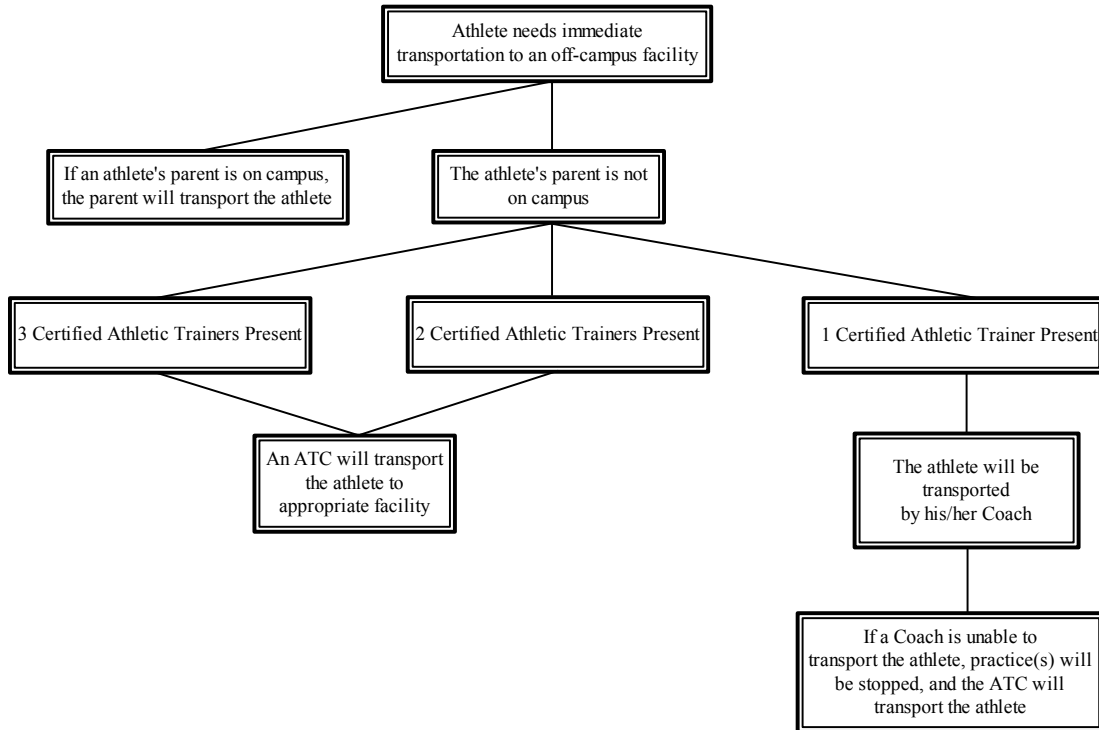 Athlete needs immediate
transportation to an off-campus facility
If an athlete's parent is on campus,
the parent will transport the athlete
The athlete's parent is not
on campus
3 Certified Athletic Trainers Present
2 Certified Athletic Trainers Present
1 Certified Athletic Trainer Present
An ATC will transport
the athlete to
appropriate facility
The athlete will be
transported
by his/her Coach
If a Coach is unable to
transport the athlete, practice(s) will
be stopped, and the ATC will
transport the athlete